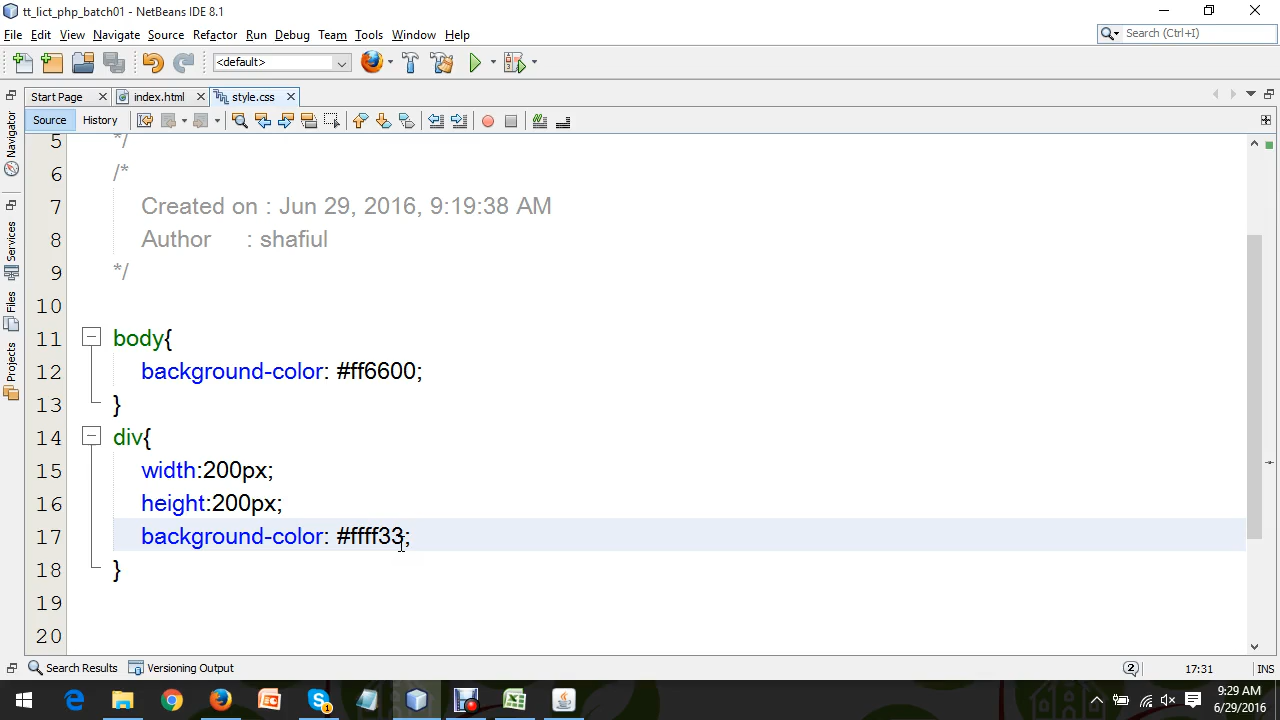 tt_lict_php_batch01 - NetBeans IDE 8.1
File Edit View Navigate Source Refactor Run Debug Team Tools Window Help
Search (Ctrl+I)
<default>
Start Page index.html style.css
Source History
Navigator
Services
Files
Projects
5 */
6 /*
7 Created on : Jun 29, 2016, 9:19:38 AM
8 Author : shafiul
9 */
10
11 body{
12 background-color: #ff6600;
13 }
14 div{
15 width:200px;
16 height:200px;
17 background-color: #ffff33;
18 }
19
20
Search Results Versioning Output
2
17:31 INS
1
9:29 AM
6/29/2016